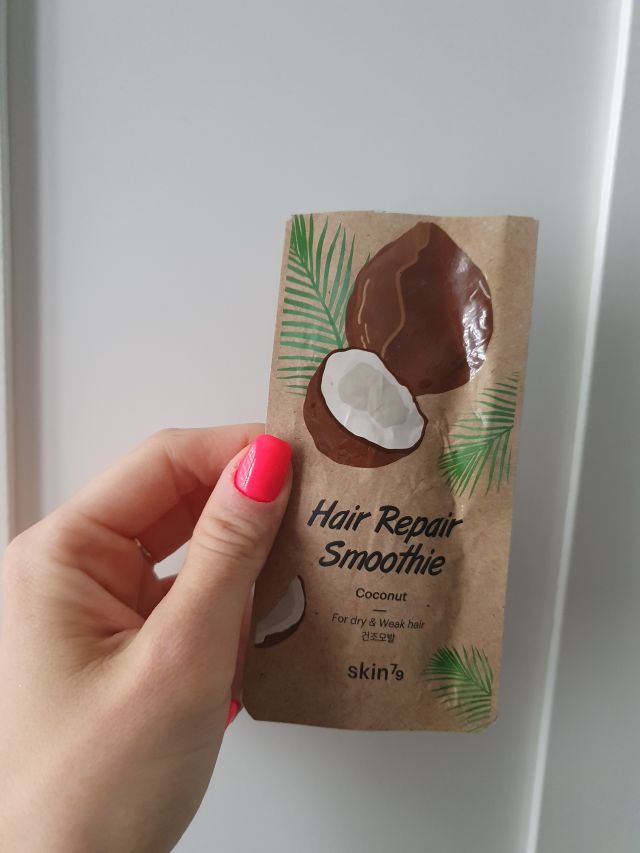 Hair Repair
Smoothie
Coconut
For dry & Weak hair
건조모발
skin79